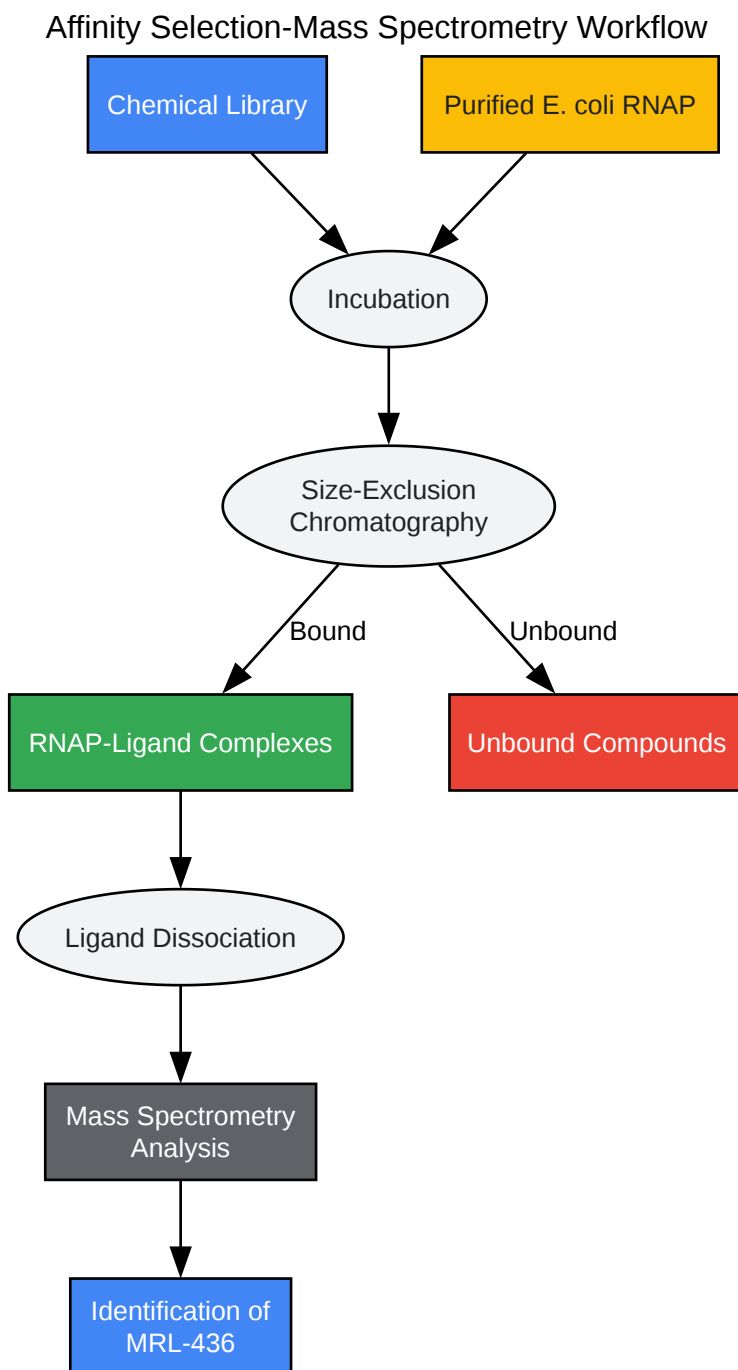 Affinity Selection-Mass Spectrometry Workflow
Chemical Library
Purified E. coli RNAP
Incubation
Size-Exclusion
Chromatography
Bound
Unbound
RNAP-Ligand Complexes
Unbound Compounds
Ligand Dissociation
Mass Spectrometry
Analysis
Identification of
MRL-436